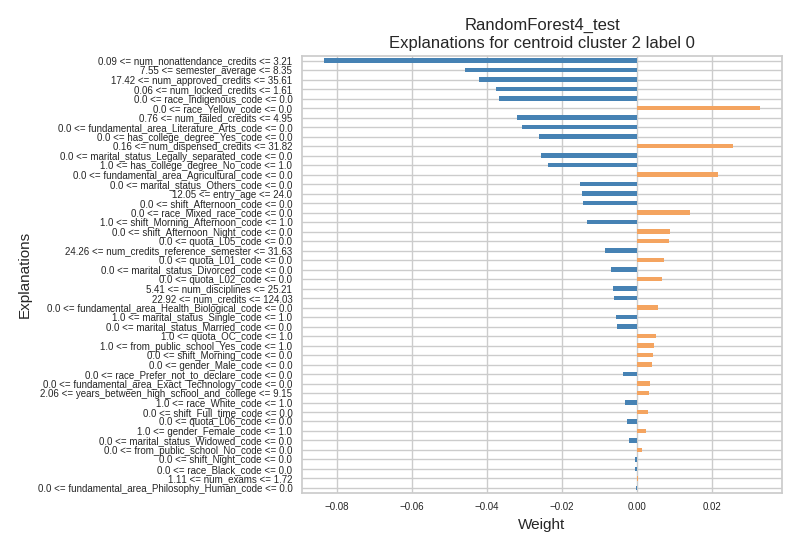 RandomForest4_test
Explanations for centroid cluster 2 label 0
0.09 <= num_nonattendance_credits <= 3.21
7.55 <= semester_average <= 8.35
17.42 <= num_approved_credits <= 35.61
0.06 <= num_locked_credits <= 1.61
0.0 <= race_Indigenous_code <= 0.0
0.0 <= race_Yellow_code <= 0.0
0.76 <= num_failed_credits <= 4.95
0.0 <= fundamental_area_Literature_Arts_code <= 0.0
0.0 <= has_college_degree_Yes_code <= 0.0
0.16 <= num_dispensed_credits <= 31.82
0.0 <= marital_status_Legally_separated_code <= 0.0
1.0 <= has_college_degree_No_code <= 1.0
0.0 <= fundamental_area_Agricultural_code <= 0.0
0.0 <= marital_status_Others_code <= 0.0
12.05 <= entry_age <= 24.0
0.0 <= shift_Afternoon_code <= 0.0
0.0 <= race_Mixed_race_code <= 0.0
1.0 <= shift_Morning_Afternoon_code <= 1.0
0.0 <= shift_Afternoon_Night_code <= 0.0
0.0 <= quota_L05_code <= 0.0
24.26 <= num_credits_reference_semester <= 31.63
0.0 <= quota_L01_code <= 0.0
0.0 <= marital_status_Divorced_code <= 0.0
0.0 <= quota_L02_code <= 0.0
5.41 <= num_disciplines <= 25.21
22.92 <= num_credits <= 124.03
0.0 <= fundamental_area_Health_Biological_code <= 0.0
1.0 <= marital_status_Single_code <= 1.0
0.0 <= marital_status_Married_code <= 0.0
1.0 <= quota_OC_code <= 1.0
1.0 <= from_public_school_Yes_code <= 1.0
0.0 <= shift_Morning_code <= 0.0
0.0 <= gender_Male_code <= 0.0
0.0 <= race_Prefer_not_to_declare_code <= 0.0
0.0 <= fundamental_area_Exact_Technology_code <= 0.0
2.06 <= years_between_high_school_and_college <= 9.15
1.0 <= race_White_code <= 1.0
0.0 <= shift_Full_time_code <= 0.0
0.0 <= quota_L06_code <= 0.0
1.0 <= gender_Female_code <= 1.0
0.0 <= marital_status_Widowed_code <= 0.0
0.0 <= from_public_school_No_code <= 0.0
0.0 <= shift_Night_code <= 0.0
0.0 <= race_Black_code <= 0.0
1.11 <= num_exams <= 1.72
0.0 <= fundamental_area_Philosophy_Human_code <= 0.0
Explanations
−0.08 −0.06 −0.04 −0.02 0.00 0.02
Weight